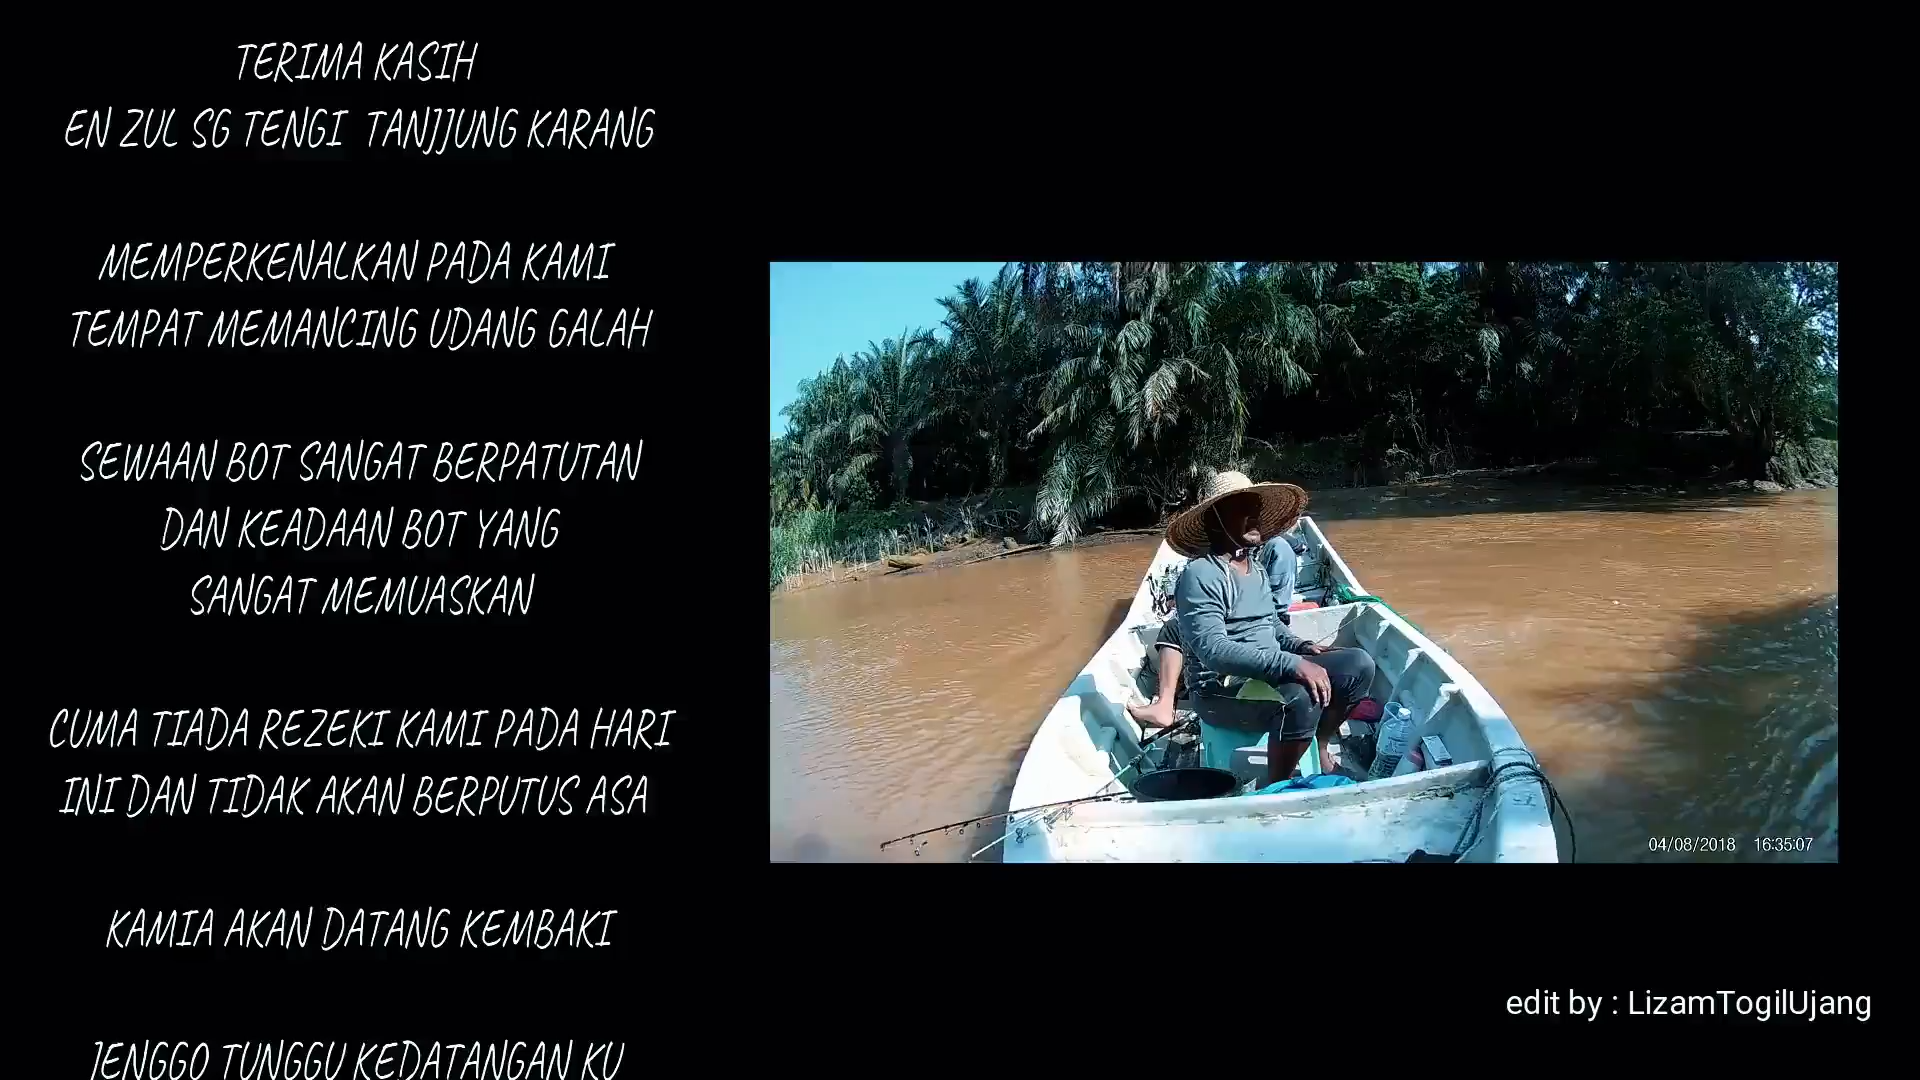 TERIMA KASIH
EN ZUL SG TENGI TANJJUNG KARANG
MEMPERKENALKAN PADA KAMI
TEMPAT MEMANCING UDANG GALAH
SEWAAN BOT SANGAT BERPATUTAN
DAN KEADAAN BOT YANG
SANGAT MEMUASKAN
CUMA TIADA REZEKI KAMI PADA HARI
INI DAN TIDAK AKAN BERPUTUS ASA
KAMIA AKAN DATANG KEMBAKI
JENGGO TUNGGU KEDATANGAN KU
04/08/2018 16:35:07
edit by : LizamTogilUjang